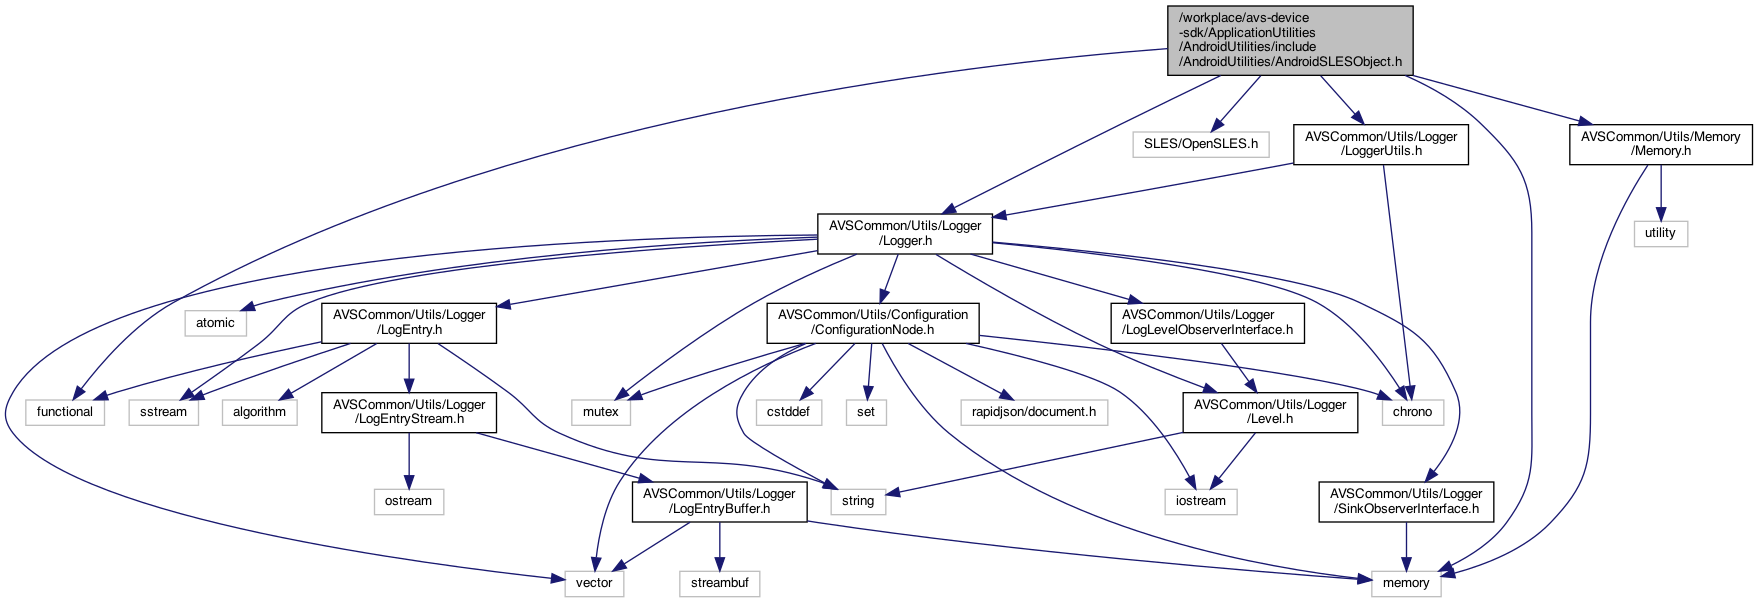 /workplace/avs-device
-sdk/ApplicationUtilities
/AndroidUtilities/include
/AndroidUtilities/AndroidSLESObject.h
SLES/OpenSLES.h
AVSCommon/Utils/Logger
/LoggerUtils.h
AVSCommon/Utils/Memory
/Memory.h
AVSCommon/Utils/Logger
/Logger.h
utility
atomic
AVSCommon/Utils/Logger
/LogEntry.h
AVSCommon/Utils/Configuration
/ConfigurationNode.h
AVSCommon/Utils/Logger
/LogLevelObserverInterface.h
functional
sstream
algorithm
AVSCommon/Utils/Logger
/LogEntryStream.h
mutex
cstddef
set
rapidjson/document.h
AVSCommon/Utils/Logger
/Level.h
chrono
ostream
AVSCommon/Utils/Logger
/LogEntryBuffer.h
string
iostream
AVSCommon/Utils/Logger
/SinkObserverInterface.h
vector
streambuf
memory